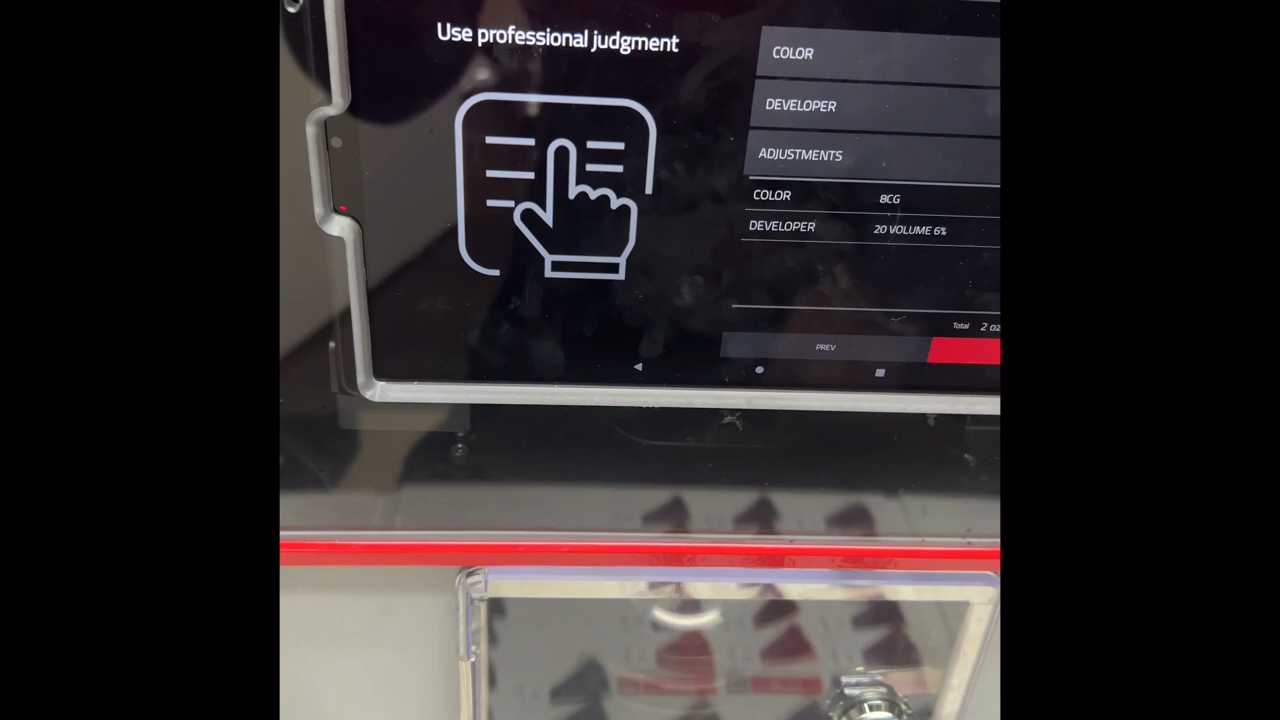 Use professional judgment
COLOR
DEVELOPER
ADJUSTMENTS
COLOR 8CG
DEVELOPER 20 VOLUME 6%
Total 2 oz
PREV